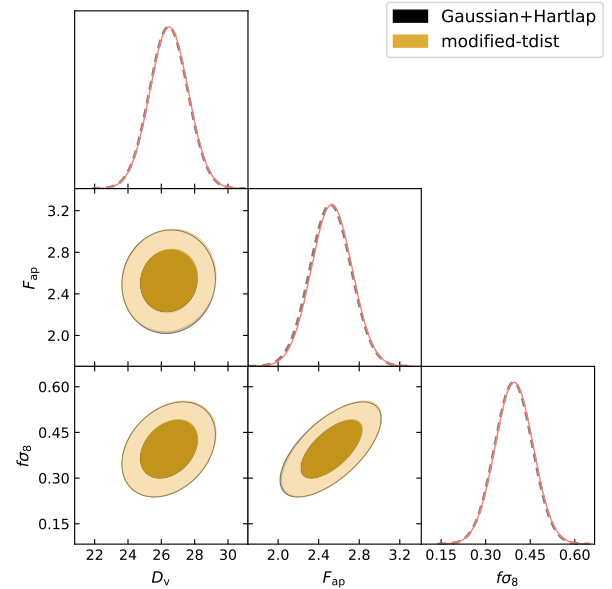 Gaussian+Hartlap
modified-tdist
3.2
2.8
2.4
2.0
F_ap
0.60
0.45
0.30
0.15
fσ_8
22 24 26 28 30
D_v
2.0 2.4 2.8 3.2
F_ap
0.15 0.30 0.45 0.60
fσ_8